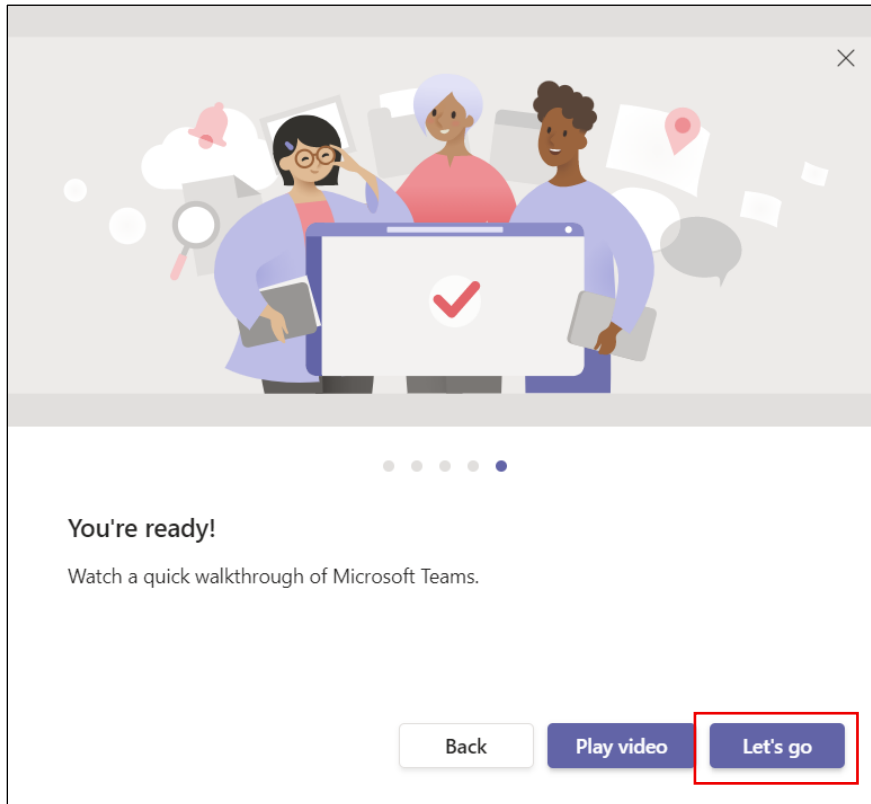 You're ready!
Watch a quick walkthrough of Microsoft Teams.
Back
Play video
Let's go